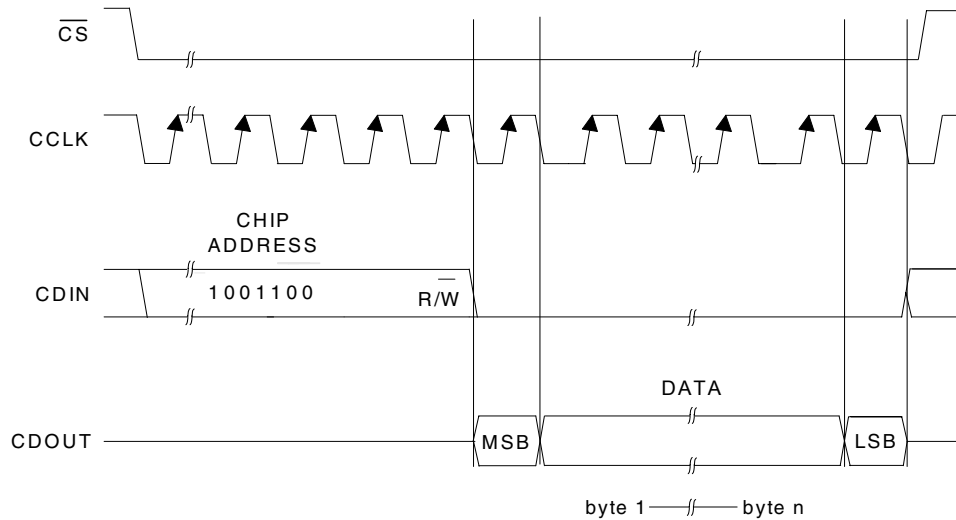 CS
CCLK
CHIP
ADDRESS
CDIN
1001100
R/W
DATA
CDOUT
MSB
LSB
byte 1
byte n